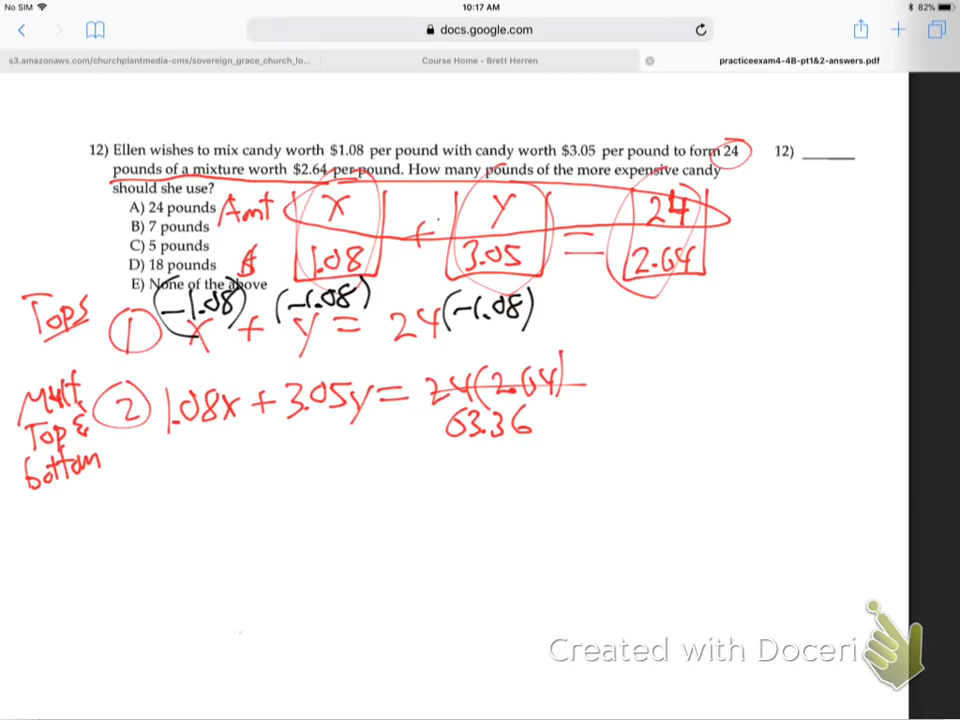 No SIM 10:17 AM 82%
docs.google.com
s3.amazonaws.com/churchplantmedia-cms/sovereign_grace_church_lo... Course Home - Brett Herren practiceexam4-4B-pt1&2-answers.pdf
12) Ellen wishes to mix candy worth $1.08 per pound with candy worth $3.05 per pound to form 24 12) ______
pounds of a mixture worth $2.64 per pound. How many pounds of the more expensive candy
should she use?
A) 24 pounds
B) 7 pounds
C) 5 pounds
D) 18 pounds
E) None of the above
Amt x + y = 24
$ 1.08 3.05 2.64
(-1.08) (-1.08) (-1.08)
Tops 1 x + y = 24
Mult Top & bottom 2 1.08x + 3.05y = 24(2.64)
63.36
Created with Doceri